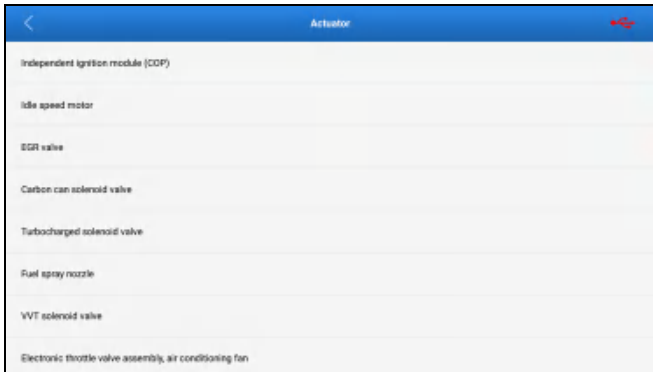 Actuator
Independent ignition module (COP)
Idle speed motor
EGR valve
Carbon can solenoid valve
Turbocharged solenoid valve
Fuel spray nozzle
VVT solenoid valve
Electronic throttle valve assembly, air conditioning fan